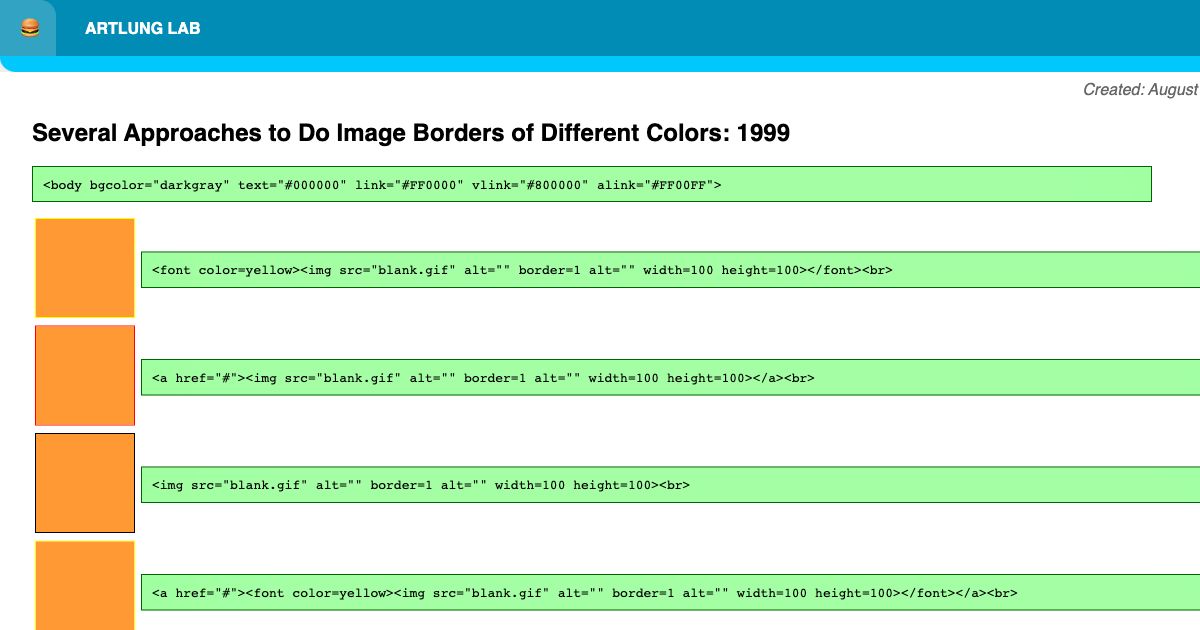 ARTLUNG LAB
Created: August
Several Approaches to Do Image Borders of Different Colors: 1999
<body bgcolor="darkgray" text="#000000" link="#FF0000" vlink="#800000" alink="#FF00FF">
<font color=yellow><img src="blank.gif" alt="" border=1 alt="" width=100 height=100></font><br>
<a href="#"><img src="blank.gif" alt="" border=1 alt="" width=100 height=100></a><br>
<img src="blank.gif" alt="" border=1 alt="" width=100 height=100><br>
<a href="#"><font color=yellow><img src="blank.gif" alt="" border=1 alt="" width=100 height=100></font></a><br>